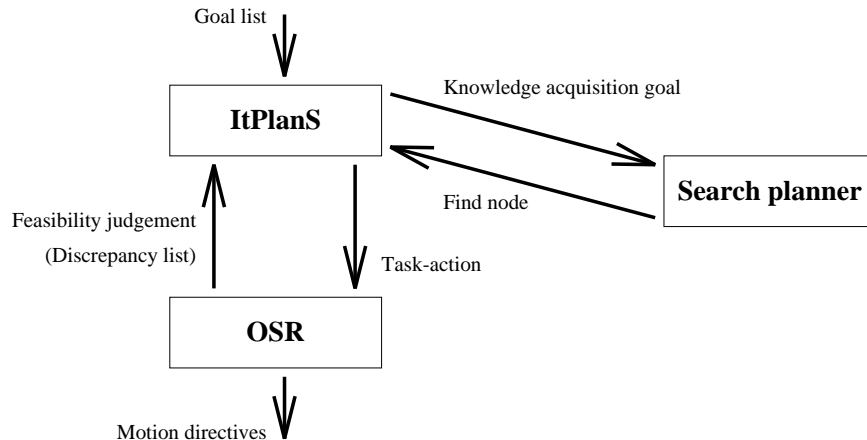 Goal list
ItPlanS
Knowledge acquisition goal
Search planner
Find node
Feasibility judgement
(Discrepancy list)
Task-action
OSR
Motion directives